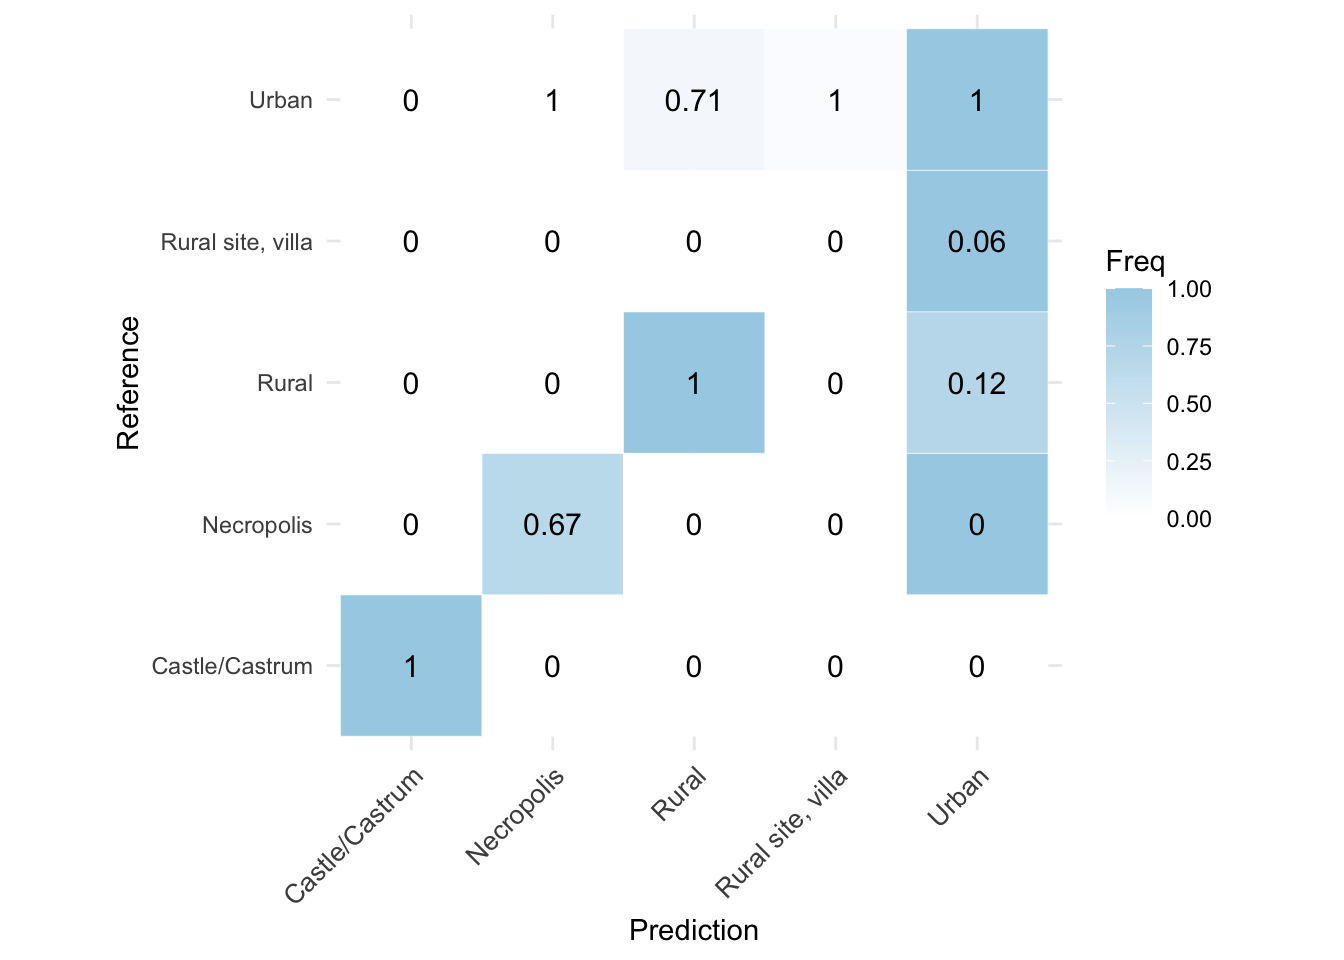 Urban 0 1 0.71 1 1
Rural site, villa 0 0 0 0 0.06
Rural 0 0 1 0 0.12
Necropolis 0 0.67 0 0 0
Castle/Castrum 1 0 0 0 0
Reference
Castle/Castrum
Necropolis
Rural
Rural site, villa
Urban
Prediction
Freq
1.00
0.75
0.50
0.25
0.00